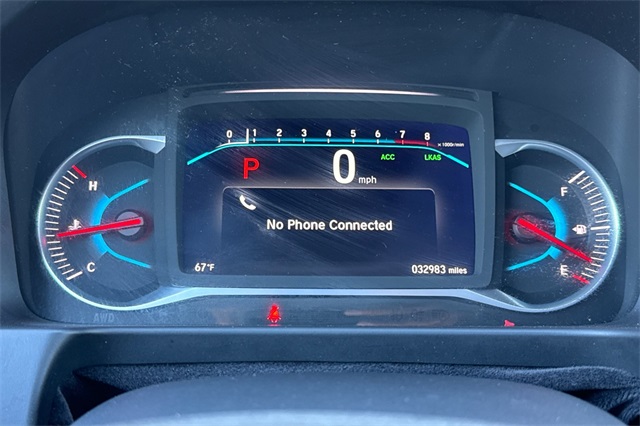 0 1 2 3 4 5 6 7 8 x1000r/min
P 0 mph ACC LKAS
H F
No Phone Connected
C E
67°F 032983 miles
AWD